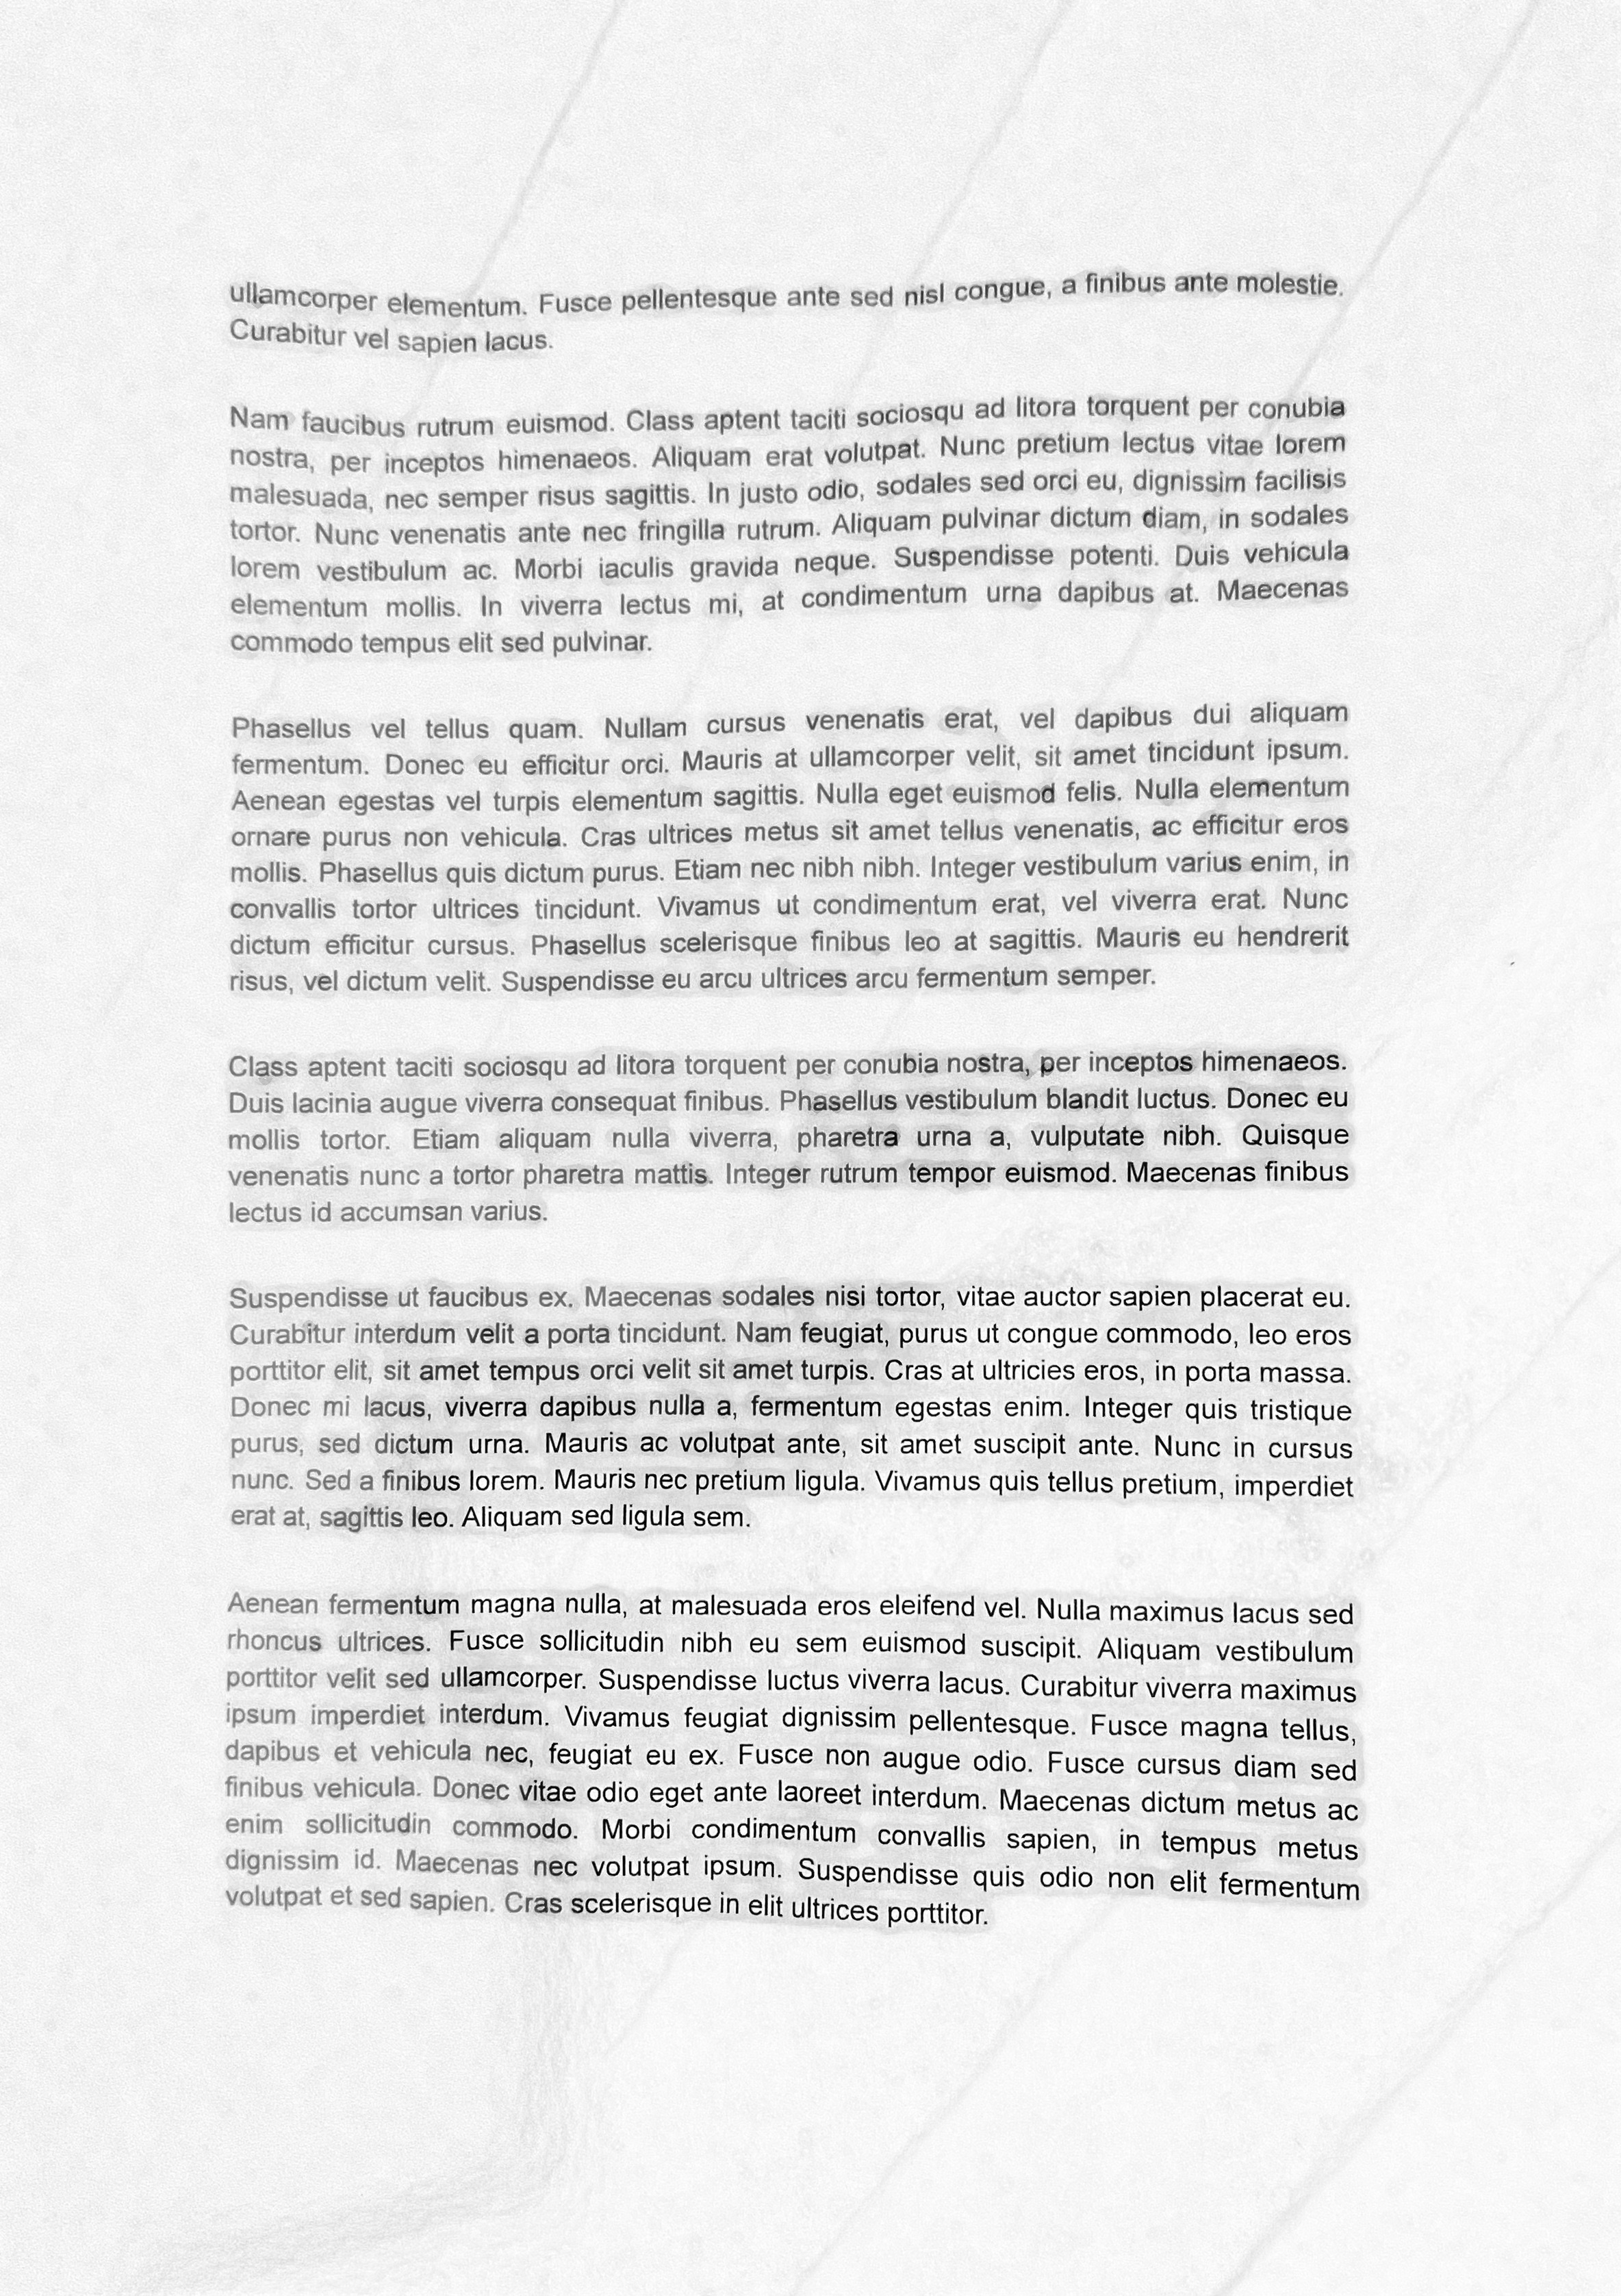 ullamcorper elementum. Fusce pellentesque ante sed nisl congue, a finibus ante molestie.
Curabitur vel sapien lacus.
Nam faucibus rutrum euismod. Class aptent taciti sociosqu ad litora torquent per conubia
nostra, per inceptos himenaeos. Aliquam erat volutpat. Nunc pretium lectus vitae lorem
malesuada, nec semper risus sagittis. In justo odio, sodales sed orci eu, dignissim facilisis
tortor. Nunc venenatis ante nec fringilla rutrum. Aliquam pulvinar dictum diam, in sodales
lorem vestibulum ac. Morbi iaculis gravida neque. Suspendisse potenti. Duis vehicula
elementum mollis. In viverra lectus mi, at condimentum urna dapibus at. Maecenas
commodo tempus elit sed pulvinar.
Phasellus vel tellus quam. Nullam cursus venenatis erat, vel dapibus dui aliquam
fermentum. Donec eu efficitur orci. Mauris at ullamcorper velit, sit amet tincidunt ipsum.
Aenean egestas vel turpis elementum sagittis. Nulla eget euismod felis. Nulla elementum
ornare purus non vehicula. Cras ultrices metus sit amet tellus venenatis, ac efficitur eros
mollis. Phasellus quis dictum purus. Etiam nec nibh nibh. Integer vestibulum varius enim, in
convallis tortor ultrices tincidunt. Vivamus ut condimentum erat, vel viverra erat. Nunc
dictum efficitur cursus. Phasellus scelerisque finibus leo at sagittis. Mauris eu hendrerit
risus, vel dictum velit. Suspendisse eu arcu ultrices arcu fermentum semper.
Class aptent taciti sociosqu ad litora torquent per conubia nostra, per inceptos himenaeos.
Duis lacinia augue viverra consequat finibus. Phasellus vestibulum blandit luctus. Donec eu
mollis tortor. Etiam aliquam nulla viverra, pharetra urna a, vulputate nibh. Quisque
venenatis nunc a tortor pharetra mattis. Integer rutrum tempor euismod. Maecenas finibus
lectus id accumsan varius.
Suspendisse ut faucibus ex. Maecenas sodales nisi tortor, vitae auctor sapien placerat eu.
Curabitur interdum velit a porta tincidunt. Nam feugiat, purus ut congue commodo, leo eros
porttitor elit, sit amet tempus orci velit sit amet turpis. Cras at ultricies eros, in porta massa.
Donec mi lacus, viverra dapibus nulla a, fermentum egestas enim. Integer quis tristique
purus, sed dictum urna. Mauris ac volutpat ante, sit amet suscipit ante. Nunc in cursus
nunc. Sed a finibus lorem. Mauris nec pretium ligula. Vivamus quis tellus pretium, imperdiet
erat at, sagittis leo. Aliquam sed ligula sem.
Aenean fermentum magna nulla, at malesuada eros eleifend vel. Nulla maximus lacus sed
rhoncus ultrices. Fusce sollicitudin nibh eu sem euismod suscipit. Aliquam vestibulum
porttitor velit sed ullamcorper. Suspendisse luctus viverra lacus. Curabitur viverra maximus
ipsum imperdiet interdum. Vivamus feugiat dignissim pellentesque. Fusce magna tellus,
dapibus et vehicula nec, feugiat eu ex. Fusce non augue odio. Fusce cursus diam sed
finibus vehicula. Donec vitae odio eget ante laoreet interdum. Maecenas dictum metus ac
enim sollicitudin commodo. Morbi condimentum convallis sapien, in tempus metus
dignissim id. Maecenas nec volutpat ipsum. Suspendisse quis odio non elit fermentum
volutpat et sed sapien. Cras scelerisque in elit ultrices porttitor.